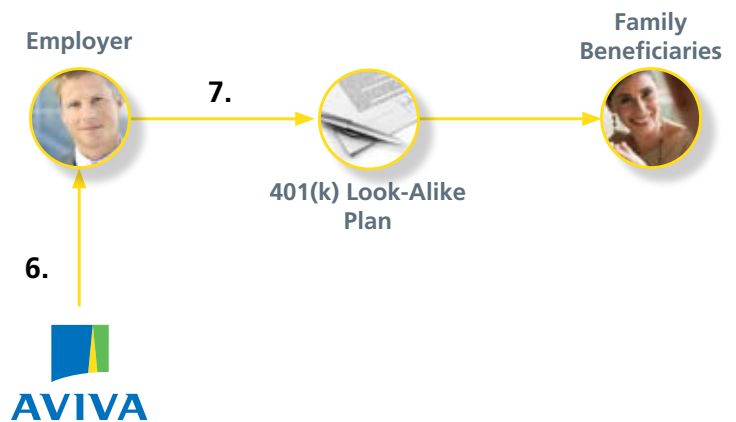 Employer
Family
Beneficiaries
7.
401(k) Look-Alike
Plan
6.
AVIVA